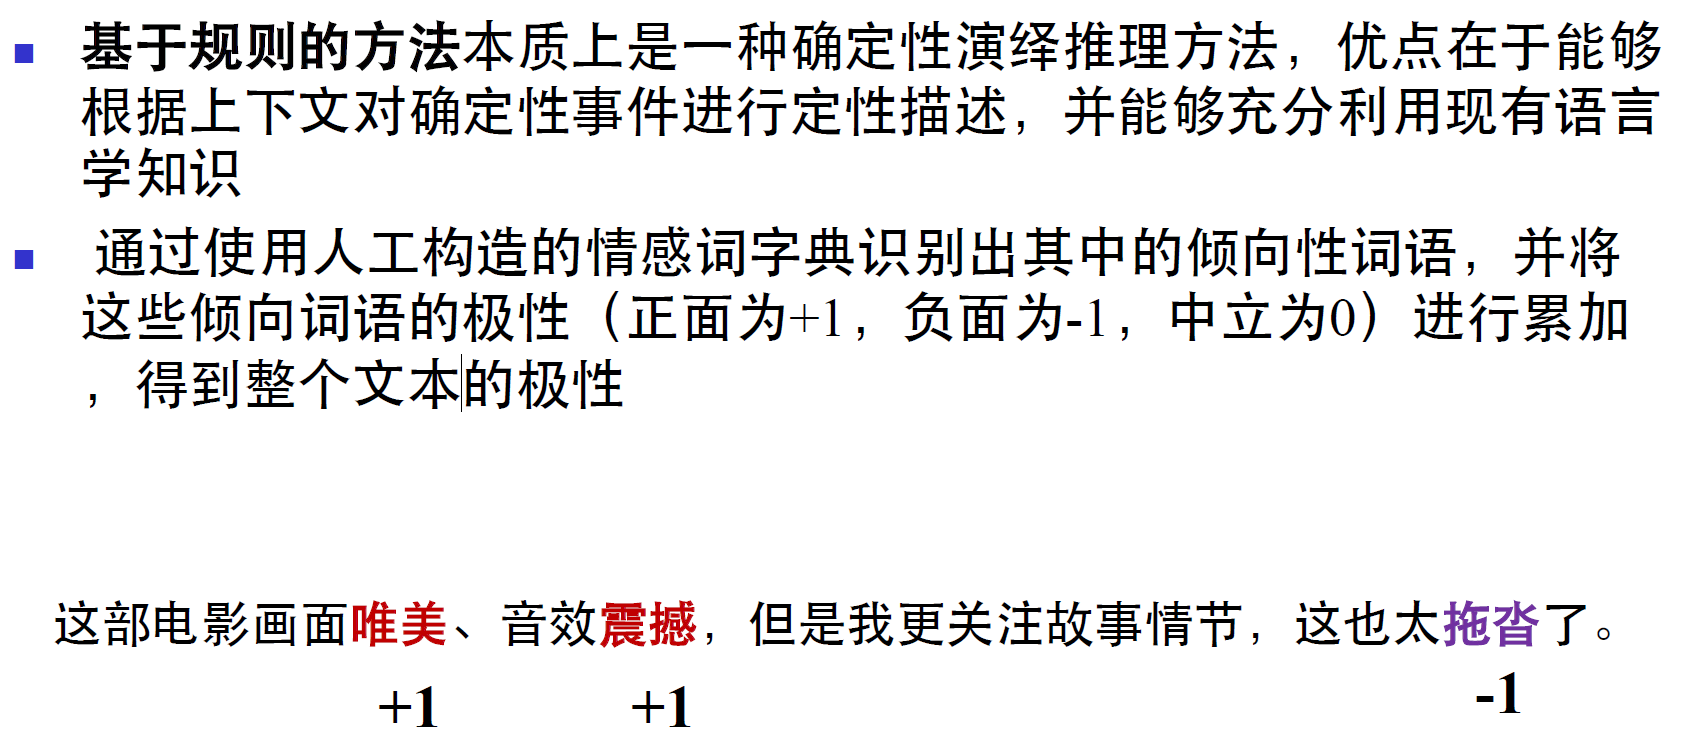 基于规则的方法本质上是一种确定性演绎推理方法，优点在于能够
根据上下文对确定性事件进行定性描述，并能够充分利用现有语言
学知识
通过使用人工构造的情感词字典识别出其中的倾向性词语，并将
这些倾向词语的极性（正面为+1，负面为-1，中立为0）进行累加
，得到整个文本的极性
这部电影画面唯美、音效震撼，但是我更关注故事情节，这也太拖沓了。
+1 +1 -1